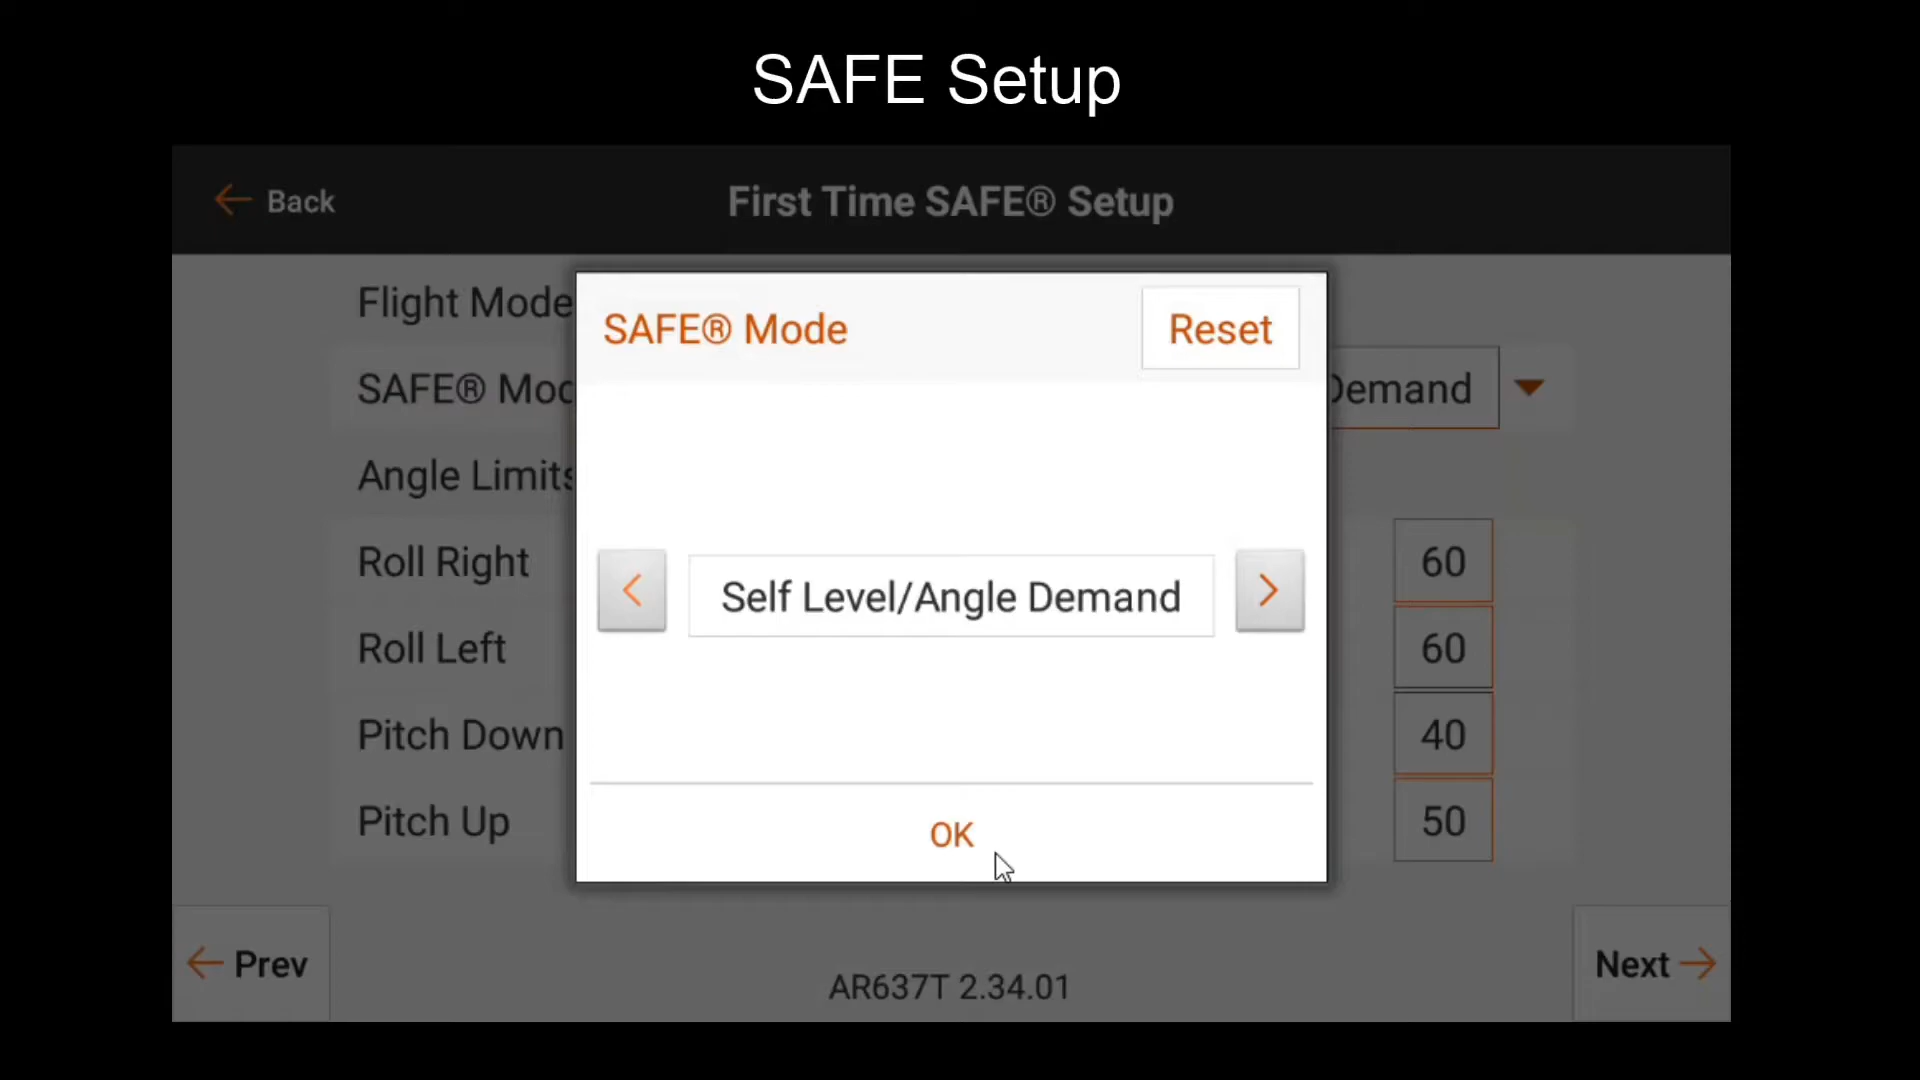 SAFE Setup
Back
First Time SAFE® Setup
Flight Mode
SAFE® Mode
Reset
SAFE® Mod
Demand
Angle Limits
Self Level/Angle Demand
Roll Right
60
Roll Left
60
Pitch Down
40
Pitch Up
50
OK
Prev
AR637T 2.34.01
Next